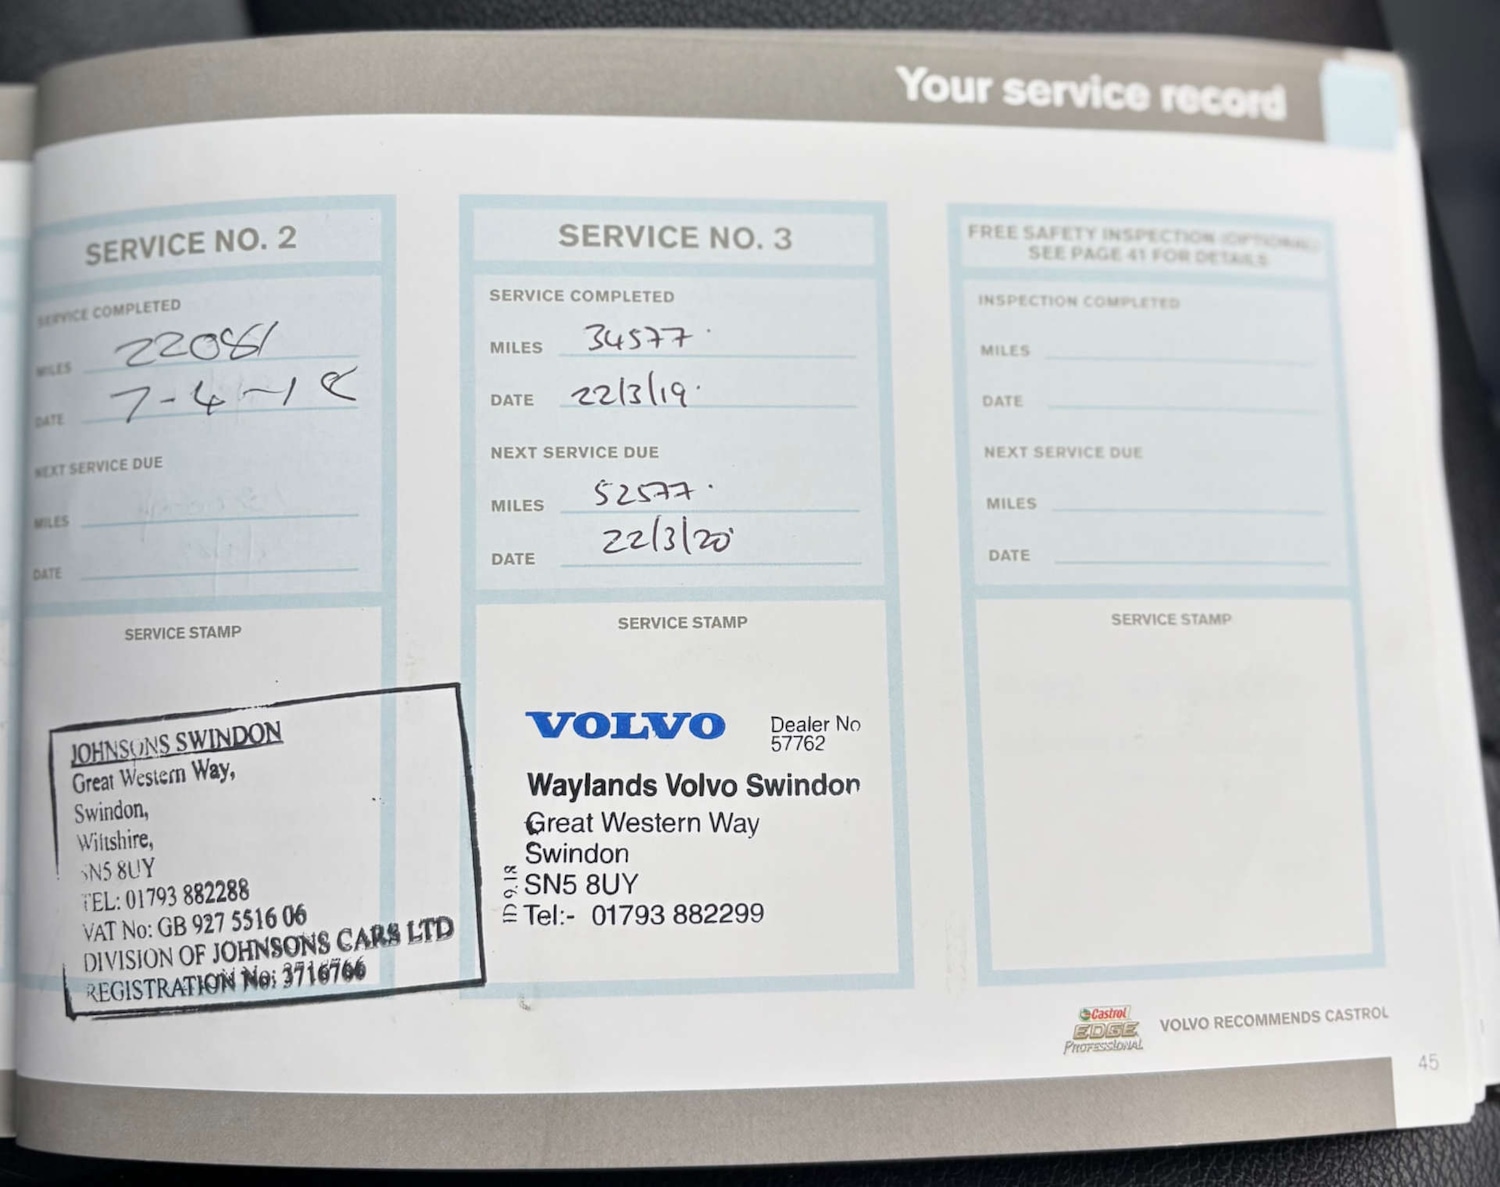 Your service record
SERVICE NO. 2
SERVICE COMPLETED
MILES 22081
DATE 7-4-18
NEXT SERVICE DUE
MILES
DATE
SERVICE STAMP
JOHNSONS SWINDON
Great Western Way,
Swindon,
Wiltshire,
SN5 8UY
TEL: 01793 882288
VAT No: GB 927 5516 06
DIVISION OF JOHNSONS CARS LTD
REGISTRATION No: 3716766
SERVICE NO. 3
SERVICE COMPLETED
MILES 34577
DATE 22/3/19
NEXT SERVICE DUE
MILES 52577
DATE 22/3/20
SERVICE STAMP
VOLVO Dealer No
57762
Waylands Volvo Swindon
Great Western Way
Swindon
SN5 8UY
Tel:- 01793 882299
ID 9.18
FREE SAFETY INSPECTION (OPTIONAL)
SEE PAGE 41 FOR DETAILS
INSPECTION COMPLETED
MILES
DATE
NEXT SERVICE DUE
MILES
DATE
SERVICE STAMP
Castrol
EDGE
PROFESSIONAL
VOLVO RECOMMENDS CASTROL
45